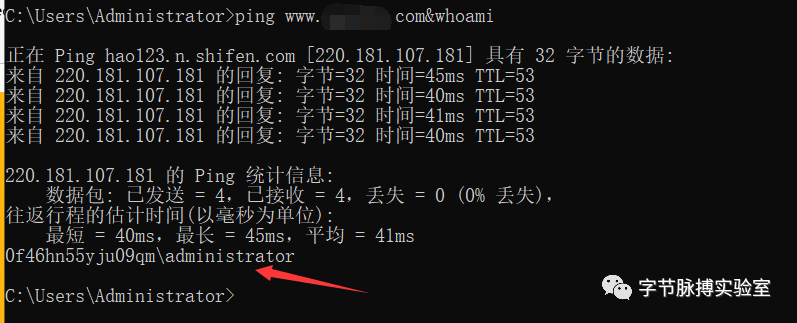 C:\Users\Administrator>ping www. com&whoami
正在 Ping hao123.n.shifen.com [220.181.107.181] 具有 32 字节的数据:
来自 220.181.107.181 的回复: 字节=32 时间=45ms TTL=53
来自 220.181.107.181 的回复: 字节=32 时间=40ms TTL=53
来自 220.181.107.181 的回复: 字节=32 时间=41ms TTL=53
来自 220.181.107.181 的回复: 字节=32 时间=40ms TTL=53
220.181.107.181 的 Ping 统计信息:
数据包: 已发送 = 4，已接收 = 4，丢失 = 0 (0% 丢失)，
往返行程的估计时间(以毫秒为单位):
最短 = 40ms，最长 = 45ms，平均 = 41ms
0f46hn55yju09qm\administrator
C:\Users\Administrator>
字节脉搏实验室